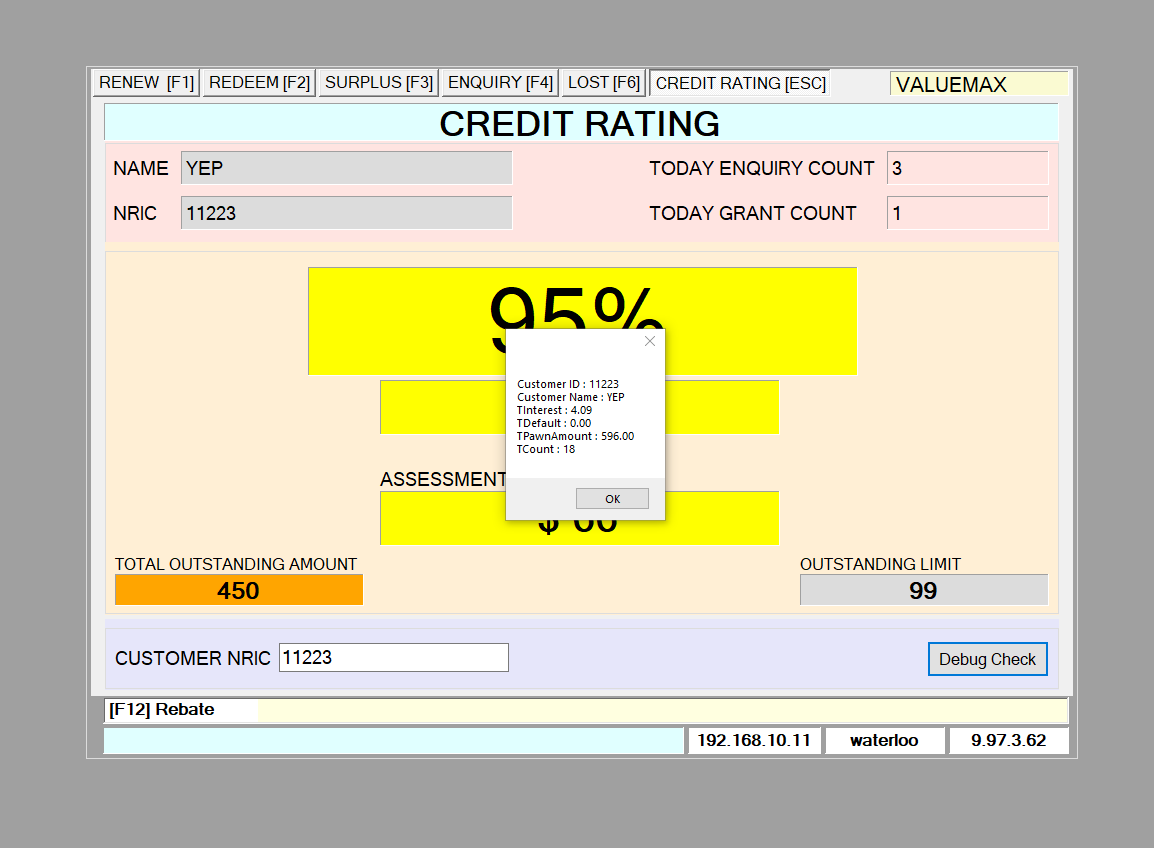 RENEW [F1] REDEEM [F2] SURPLUS [F3] ENQUIRY [F4] LOST [F6] CREDIT RATING [ESC] VALUEMAX
CREDIT RATING
NAME YEP TODAY ENQUIRY COUNT 3
NRIC 11223 TODAY GRANT COUNT 1
95%
Customer ID : 11223
Customer Name : YEP
TInterest : 4.09
TDefault : 0.00
TPawnAmount : 596.00
TCount : 18
OK
ASSESSMENT
$
TOTAL OUTSTANDING AMOUNT OUTSTANDING LIMIT
450 99
CUSTOMER NRIC 11223 Debug Check
[F12] Rebate
192.168.10.11 waterloo 9.97.3.62